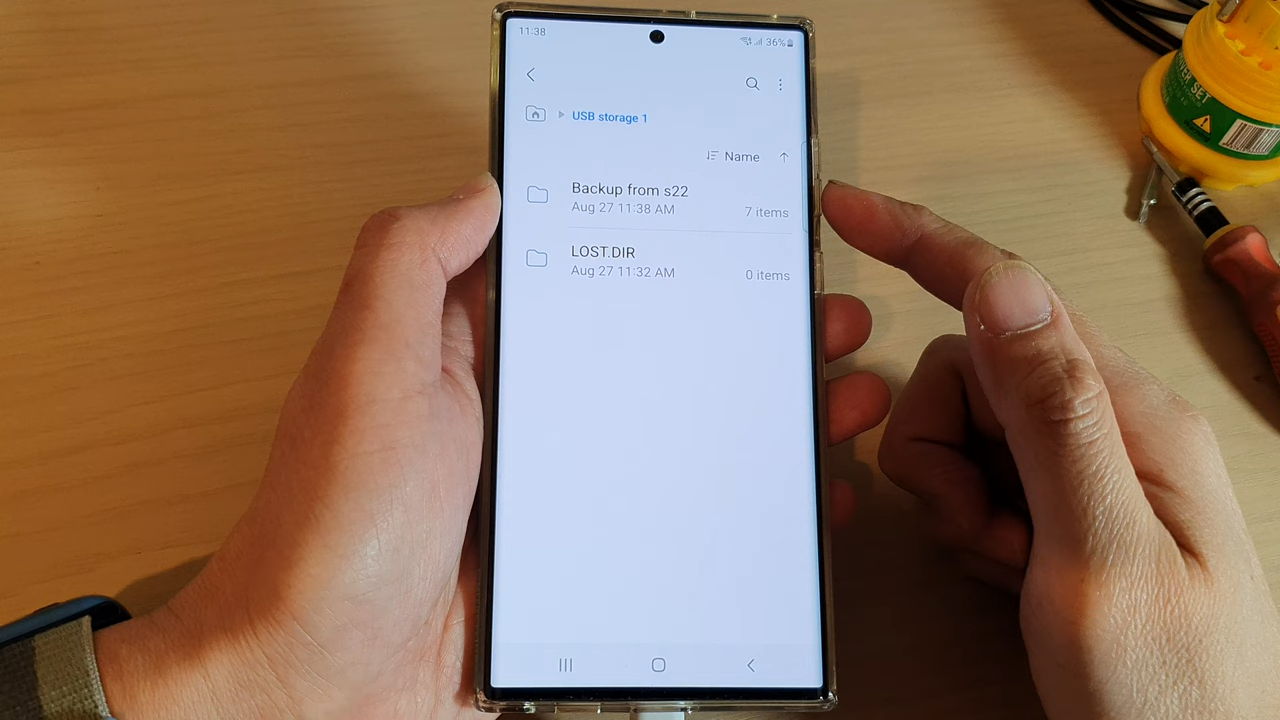 11:38
36%
USB storage 1
Name
Backup from s22
Aug 27 11:38 AM
7 items
LOST.DIR
Aug 27 11:32 AM
0 items
SET